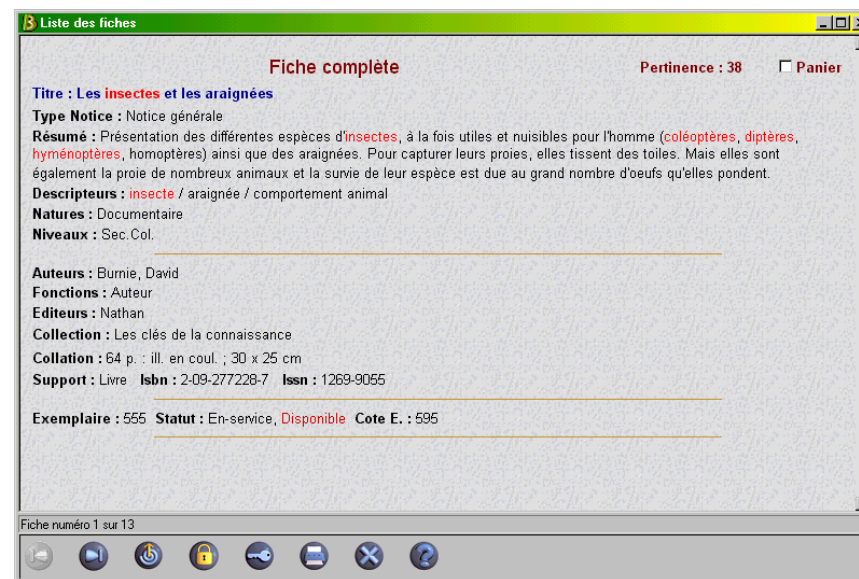 Liste des fiches
Fiche complète Pertinence : 38 Panier
Titre : Les insectes et les araignées
Type Notice : Notice générale
Résumé : Présentation des différentes espèces d'insectes, à la fois utiles et nuisibles pour l'homme (coléoptères, diptères,
hyménoptères, homoptères) ainsi que des araignées. Pour capturer leurs proies, elles tissent des toiles. Mais elles sont
également la proie de nombreux animaux et la survie de leur espèce est due au grand nombre d'oeufs qu'elles pondent.
Descripteurs : insecte / araignée / comportement animal
Natures : Documentaire
Niveaux : Sec.Col.
Auteurs : Burnie, David
Fonctions : Auteur
Editeurs : Nathan
Collection : Les clés de la connaissance
Collation : 64 p. : ill. en coul. ; 30 x 25 cm
Support : Livre Isbn : 2-09-277228-7 Issn : 1269-9055
Exemplaire : 555 Statut : En-service, Disponible Cote E. : 595
Fiche numéro 1 sur 13